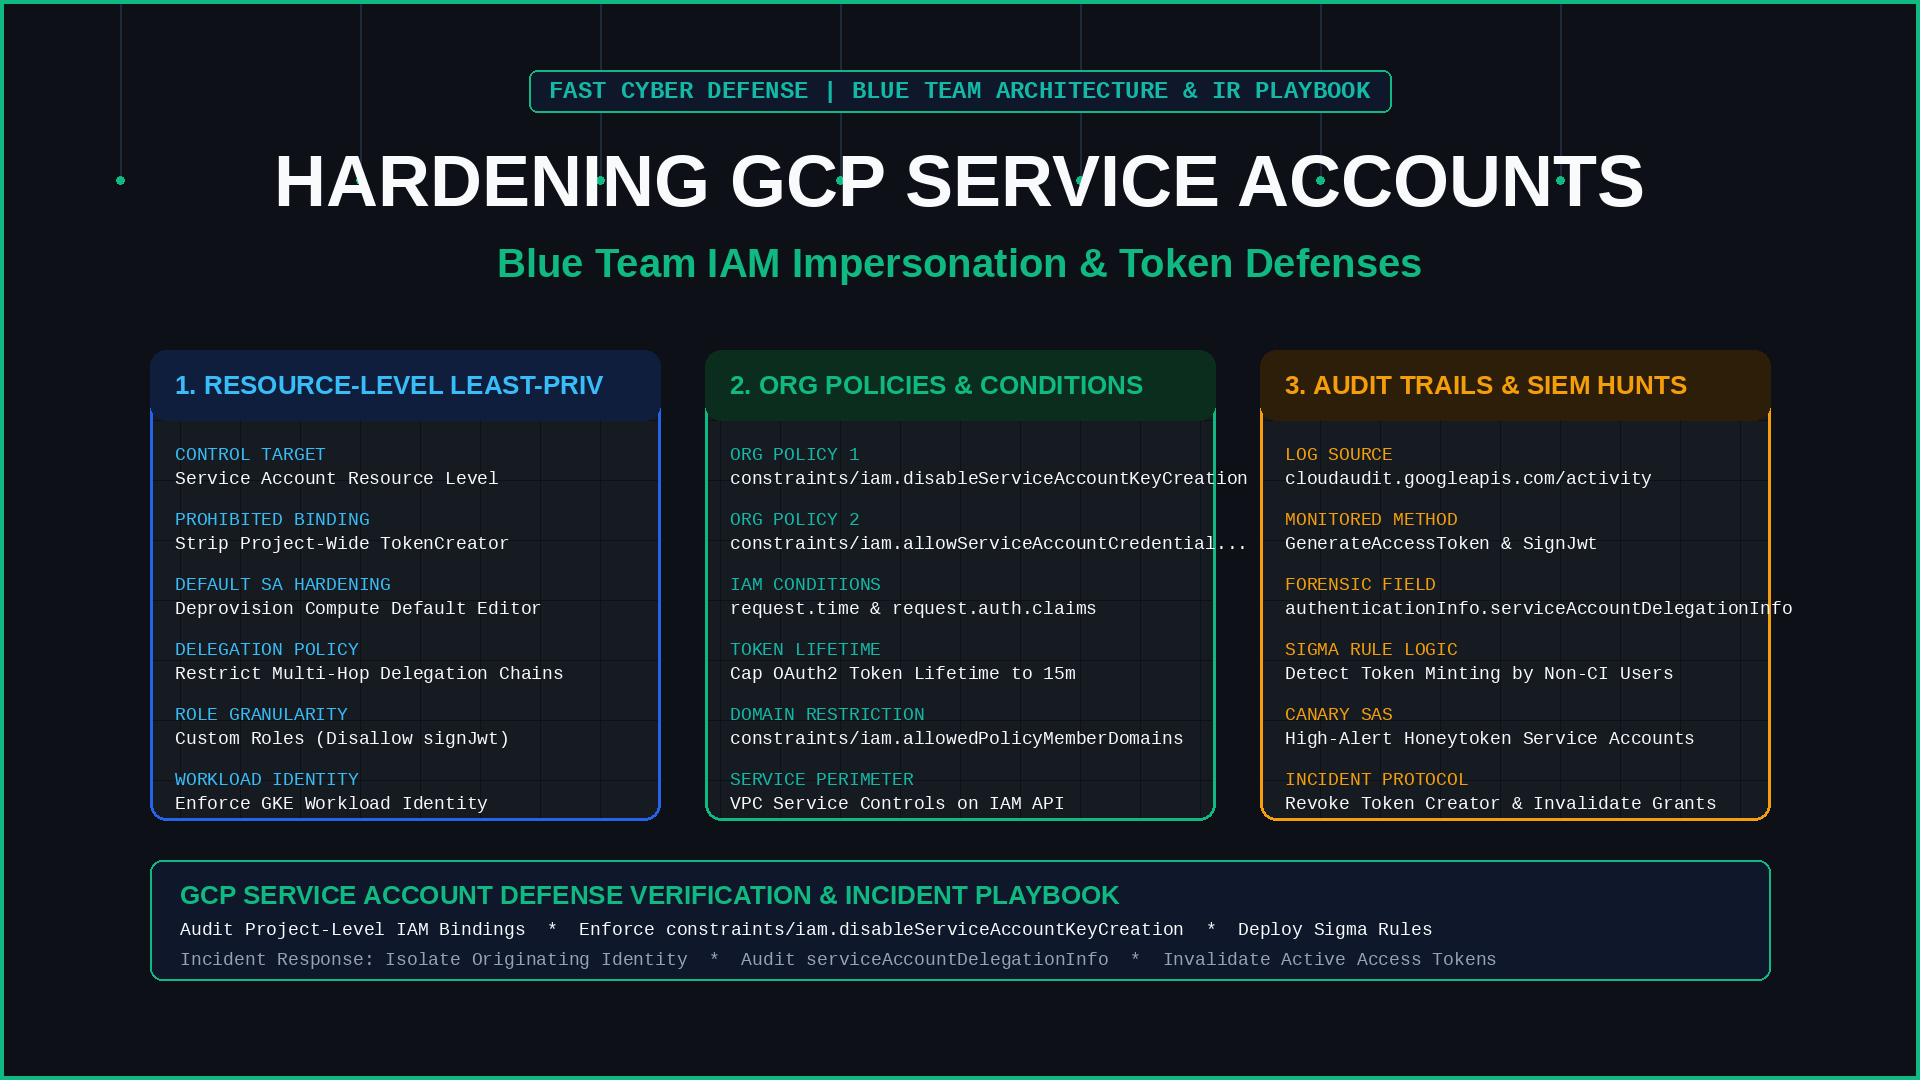 FAST CYBER DEFENSE | BLUE TEAM ARCHITECTURE & IR PLAYBOOK
HARDENING GCP SERVICE ACCOUNTS
Blue Team IAM Impersonation & Token Defenses
1. RESOURCE-LEVEL LEAST-PRIV
CONTROL TARGET
Service Account Resource Level
PROHIBITED BINDING
Strip Project-Wide TokenCreator
DEFAULT SA HARDENING
Deprovision Compute Default Editor
DELEGATION POLICY
Restrict Multi-Hop Delegation Chains
ROLE GRANULARITY
Custom Roles (Disallow signJwt)
WORKLOAD IDENTITY
Enforce GKE Workload Identity
2. ORG POLICIES & CONDITIONS
ORG POLICY 1
constraints/iam.disableServiceAccountKeyCreation
ORG POLICY 2
constraints/iam.allowServiceAccountCredential...
IAM CONDITIONS
request.time & request.auth.claims
TOKEN LIFETIME
Cap OAuth2 Token Lifetime to 15m
DOMAIN RESTRICTION
constraints/iam.allowedPolicyMemberDomains
SERVICE PERIMETER
VPC Service Controls on IAM API
3. AUDIT TRAILS & SIEM HUNTS
LOG SOURCE
cloudaudit.googleapis.com/activity
MONITORED METHOD
GenerateAccessToken & SignJwt
FORENSIC FIELD
authenticationInfo.serviceAccountDelegationInfo
SIGMA RULE LOGIC
Detect Token Minting by Non-CI Users
CANARY SAS
High-Alert Honeytoken Service Accounts
INCIDENT PROTOCOL
Revoke Token Creator & Invalidate Grants
GCP SERVICE ACCOUNT DEFENSE VERIFICATION & INCIDENT PLAYBOOK
Audit Project-Level IAM Bindings * Enforce constraints/iam.disableServiceAccountKeyCreation * Deploy Sigma Rules
Incident Response: Isolate Originating Identity * Audit serviceAccountDelegationInfo * Invalidate Active Access Tokens